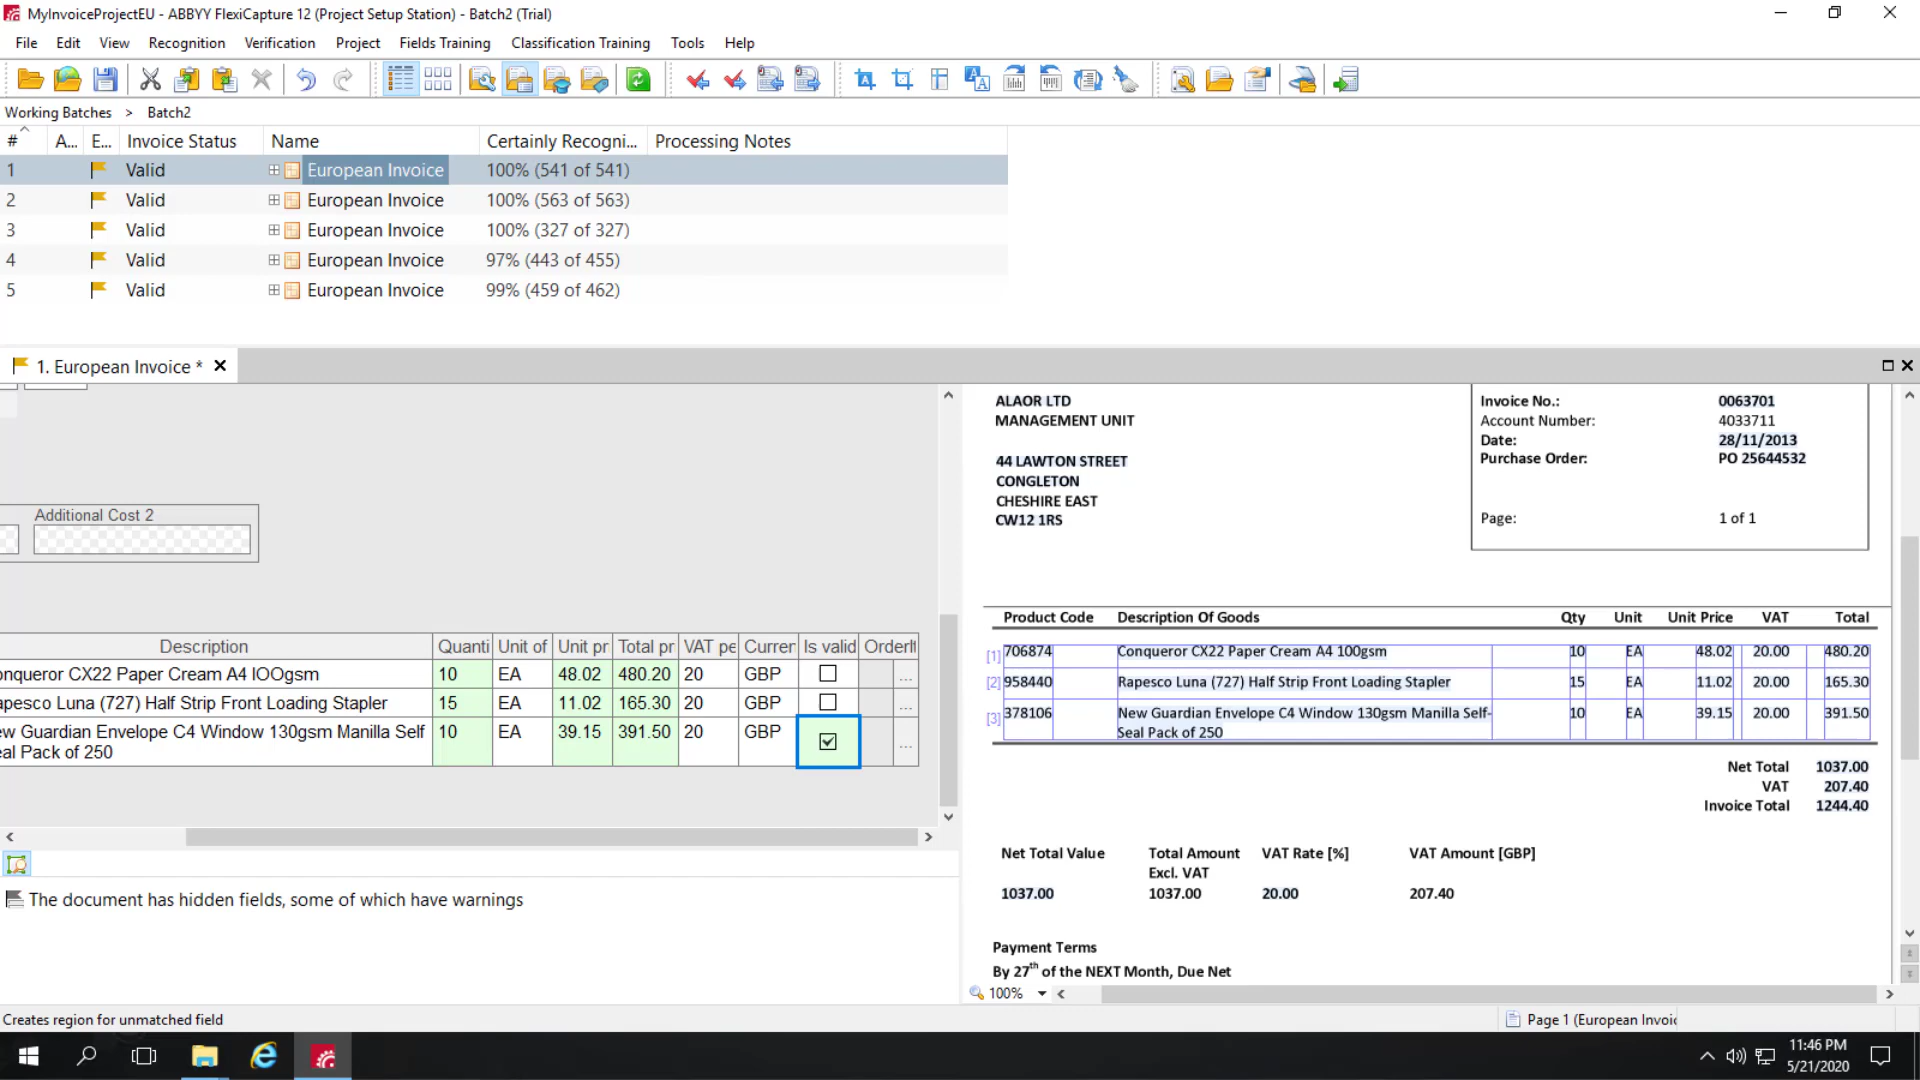 MyInvoiceProjectEU - ABBYY FlexiCapture 12 (Project Setup Station) - Batch2 (Trial)
File Edit View Recognition Verification Project Fields Training Classification Training Tools Help
Working Batches > Batch2
# A... E... Invoice Status Name Certainly Recogni... Processing Notes
1 Valid European Invoice 100% (541 of 541)
2 Valid European Invoice 100% (563 of 563)
3 Valid European Invoice 100% (327 of 327)
4 Valid European Invoice 97% (443 of 455)
5 Valid European Invoice 99% (459 of 462)
1. European Invoice *
Additional Cost 2
Description Quanti Unit of Unit pr Total pr VAT pe Currer Is valid OrderIt
onqueror CX22 Paper Cream A4 IOOgsm 10 EA 48.02 480.20 20 GBP ...
apesco Luna (727) Half Strip Front Loading Stapler 15 EA 11.02 165.30 20 GBP ...
ew Guardian Envelope C4 Window 130gsm Manilla Self 10 EA 39.15 391.50 20 GBP ...
eal Pack of 250
The document has hidden fields, some of which have warnings
ALAOR LTD
MANAGEMENT UNIT
44 LAWTON STREET
CONGLETON
CHESHIRE EAST
CW12 1RS
Invoice No.: 0063701
Account Number: 4033711
Date: 28/11/2013
Purchase Order: PO 25644532
Page: 1 of 1
Product Code Description Of Goods Qty Unit Unit Price VAT Total
[1] 706874 Conqueror CX22 Paper Cream A4 100gsm 10 EA 48.02 20.00 480.20
[2] 958440 Rapesco Luna (727) Half Strip Front Loading Stapler 15 EA 11.02 20.00 165.30
[3] 378106 New Guardian Envelope C4 Window 130gsm Manilla Self- 10 EA 39.15 20.00 391.50
Seal Pack of 250
Net Total 1037.00
VAT 207.40
Invoice Total 1244.40
Net Total Value Total Amount VAT Rate [%] VAT Amount [GBP]
Excl. VAT
1037.00 1037.00 20.00 207.40
Payment Terms
By 27th of the NEXT Month, Due Net
100%
Creates region for unmatched field
Page 1 (European Invoic
11:46 PM
5/21/2020